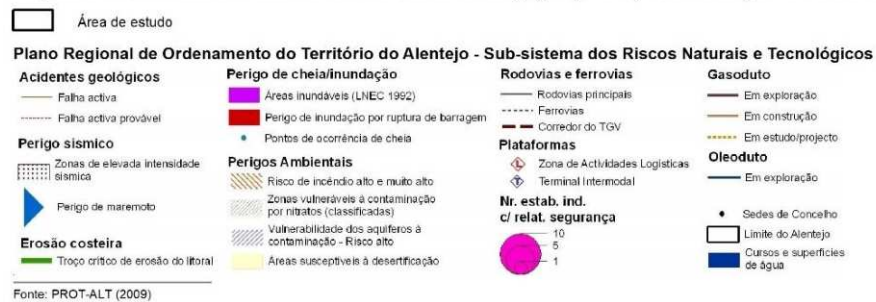 Área de estudo
Plano Regional de Ordenamento do Território do Alentejo - Sub-sistema dos Riscos Naturais e Tecnológicos
Acidentes geológicos
Falha activa
Falha activa provável
Perigo sismico
Zonas de elevada intensidade
sísmica
Perigo de maremoto
Erosão costeira
Troço crítico de erosão do litoral
Perigo de cheia/inundação
Áreas inundáveis (LNEC 1992)
Perigo de inundação por ruptura de barragem
Pontos de ocorrência de cheia
Perigos Ambientais
Risco de incêndio alto e muito alto
Zonas vulneráveis à contaminação
por nitratos (classificadas)
Vulnerabilidade dos aquíferos à
contaminação - Risco alto
Áreas susceptiveis à desertificação
Rodovias e ferrovias
Rodovias principais
Ferrovias
Corredor do TGV
Plataformas
L Zona de Actividades Logísticas
T Terminal Intermodal
Nr. estab. ind.
c/ relat. segurança
10
5
1
Gasoduto
Em exploração
Em construção
Em estudo/projecto
Oleoduto
Em exploração
Sedes de Concelho
Limite do Alentejo
Cursos e superfícies
de água
Fonte: PROT-ALT (2009)